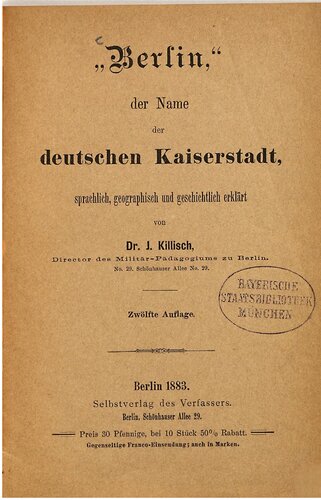 „Berlin,“
der Name
der
deutschen Kaiserstadt,
sprachlich, geographisch und geschichtlich erklärt
von
Dr. J. Killisch,
Director des Militär-Pädagogiums zu Berlin.
No. 29. Schönhauser Allee No. 29.
BAYERISCHE
STAATSBIBLIOTHEK
MÜNCHEN
Zwölfte Auflage.
Berlin 1883.
Selbstverlag des Verfassers.
Berlin. Schönhauser Allee 29.
Preis 30 Pfennige, bei 10 Stück 50% Rabatt.
Gegenseitige Franco-Einsendung; auch in Marken.